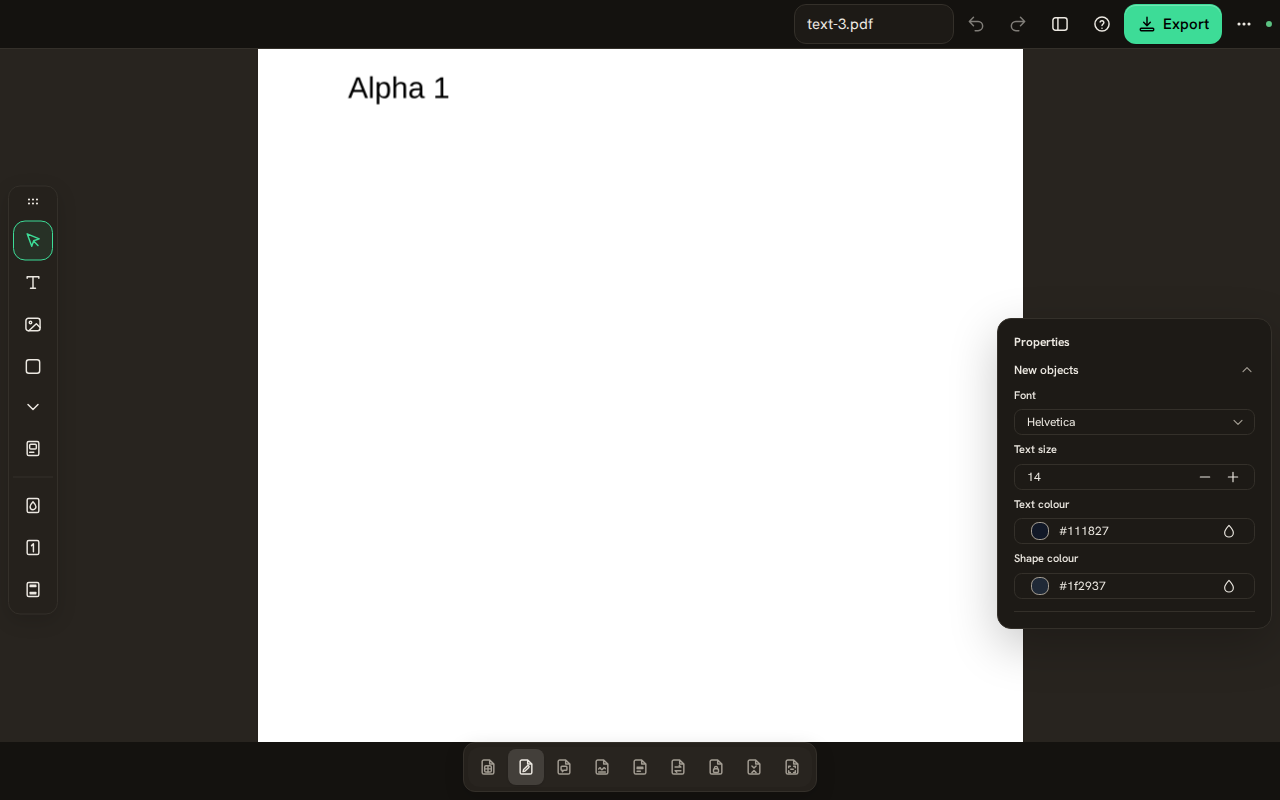 text-3.pdf
Export
Alpha 1
Properties
New objects
Font
Helvetica
Text size
14
Text colour
#111827
Shape colour
#1f2937